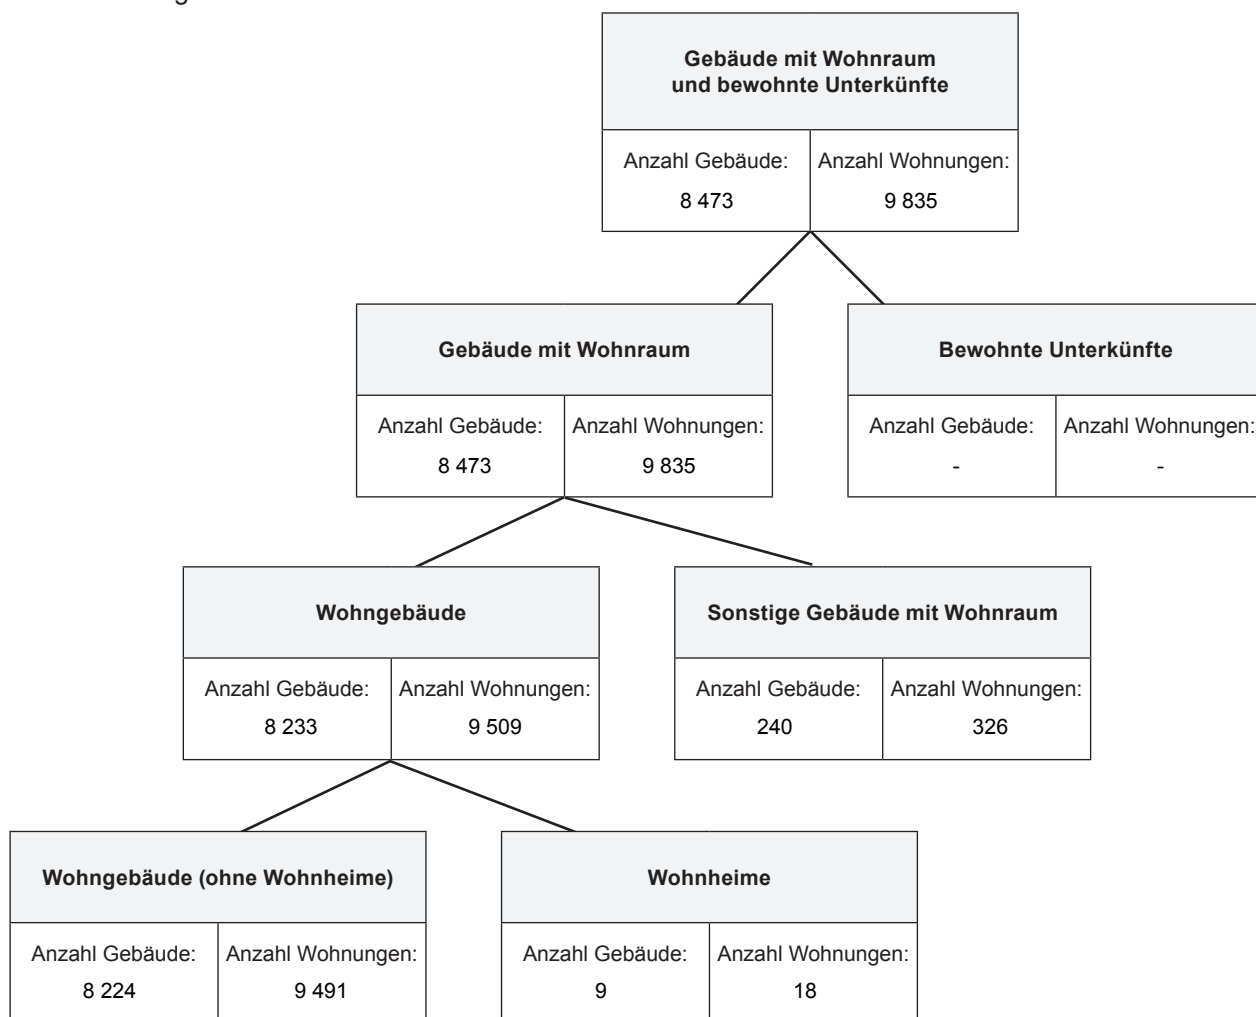 Gebäude mit Wohnraum
und bewohnte Unterkünfte
Anzahl Gebäude: Anzahl Wohnungen:
8 473 9 835
Gebäude mit Wohnraum Bewohnte Unterkünfte
Anzahl Gebäude: Anzahl Wohnungen: Anzahl Gebäude: Anzahl Wohnungen:
8 473 9 835 - -
Wohngebäude Sonstige Gebäude mit Wohnraum
Anzahl Gebäude: Anzahl Wohnungen: Anzahl Gebäude: Anzahl Wohnungen:
8 233 9 509 240 326
Wohngebäude (ohne Wohnheime) Wohnheime
Anzahl Gebäude: Anzahl Wohnungen: Anzahl Gebäude: Anzahl Wohnungen:
8 224 9 491 9 18